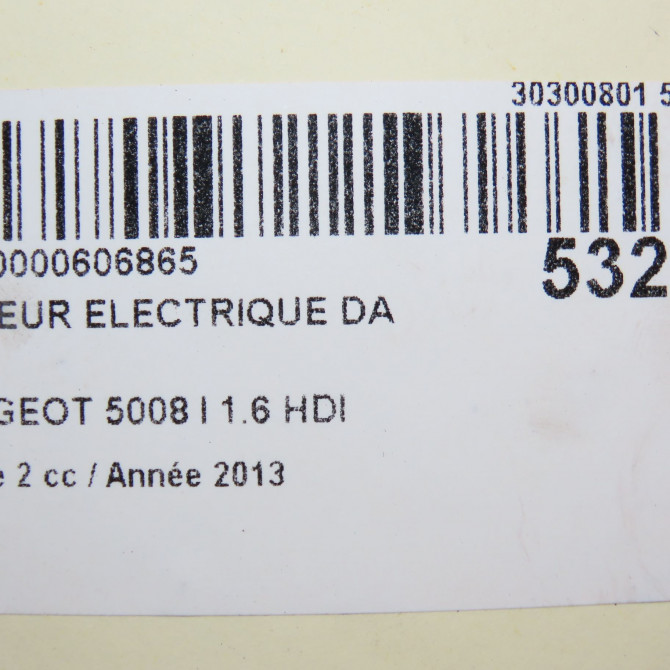 30300801 5
0000606865
532
EUR ELECTRIQUE DA
GEOT 5008 I 1.6 HDI
e 2 cc / Année 2013